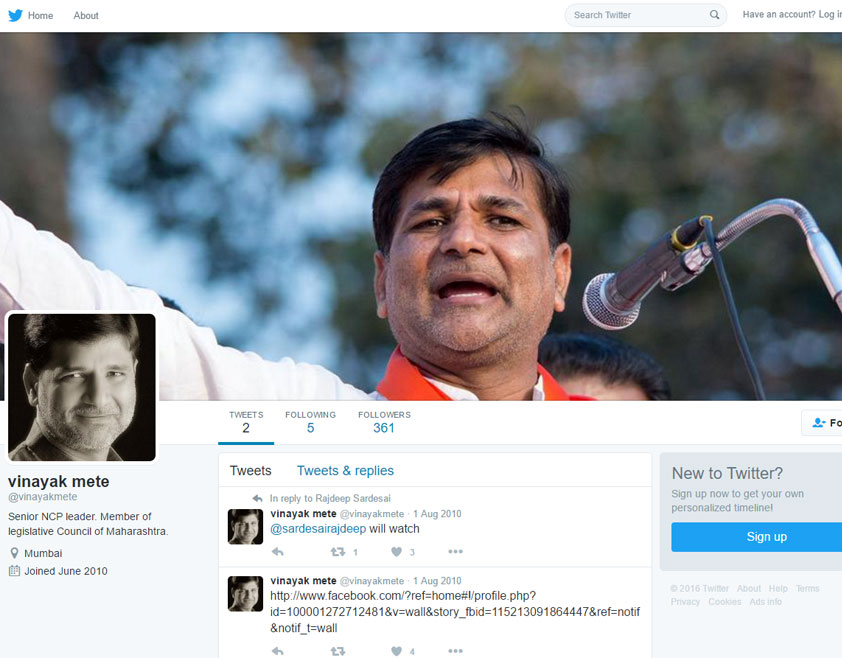 Home
About
Search Twitter
Have an account? Log in
TWEETS
2
FOLLOWING
5
FOLLOWERS
361
Fo
vinayak mete
@vinayakmete
Senior NCP leader. Member of
legislative Council of Maharashtra.
Mumbai
Joined June 2010
Tweets
Tweets & replies
In reply to Rajdeep Sardesai
vinayak mete @vinayakmete · 1 Aug 2010
@sardesairajdeep will watch
1
3
vinayak mete @vinayakmete · 1 Aug 2010
http://www.facebook.com/?ref=home#!/profile.php?
id=100001272712481&v=wall&story_fbid=115213091864447&ref=notif
&notif_t=wall
4
New to Twitter?
Sign up now to get your own
personalized timeline!
Sign up
© 2016 Twitter About Help Terms
Privacy Cookies Ads info